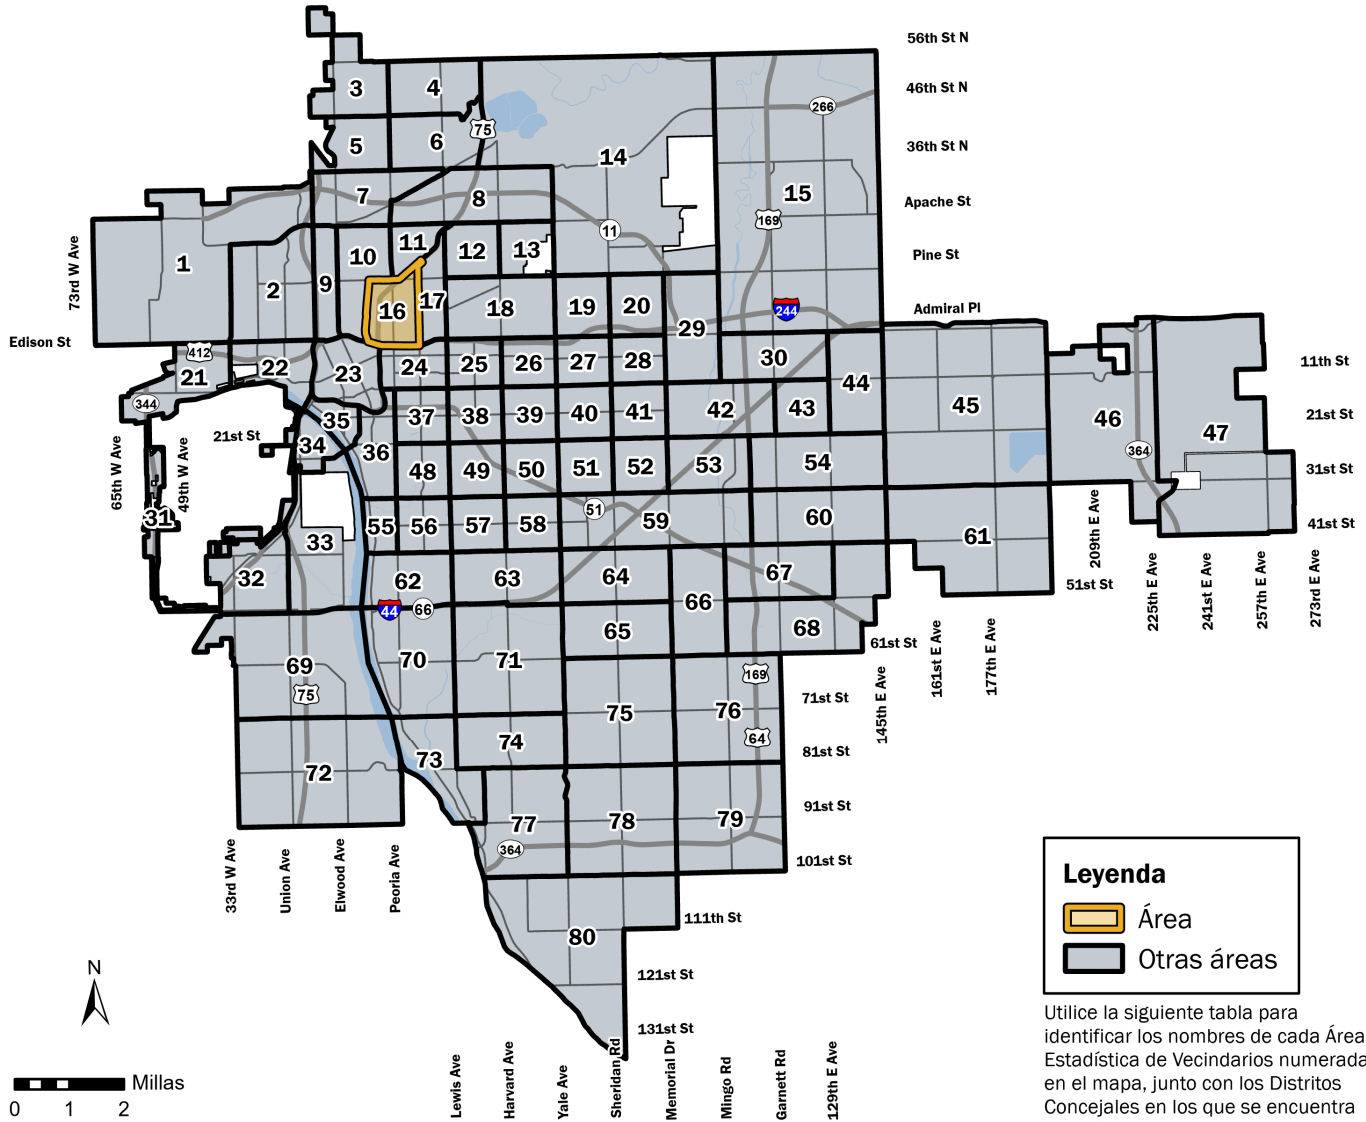 56th St N
46th St N
36th St N
Apache St
Pine St
Admiral Pl
11th St
21st St
31st St
41st St
51st St
61st St
71st St
81st St
91st St
101st St
111th St
121st St
131st St
Edison St
21st St
73rd W Ave
65th W Ave
49th W Ave
33rd W Ave
Union Ave
Elwood Ave
Peoria Ave
Lewis Ave
Harvard Ave
Yale Ave
Sheridan Rd
Memorial Dr
Mingo Rd
Garnett Rd
129th E Ave
145th E Ave
161st E Ave
177th E Ave
209th E Ave
225th E Ave
241st E Ave
257th E Ave
273rd E Ave
1
2
3
4
5
6
7
8
9
10
11
12
13
14
15
16
17
18
19
20
21
22
23
24
25
26
27
28
29
30
31
32
33
34
35
36
37
38
39
40
41
42
43
44
45
46
47
48
49
50
51
52
53
54
55
56
57
58
59
60
61
62
63
64
65
66
67
68
69
70
71
72
73
74
75
76
77
78
79
80
75
266
11
169
244
412
344
364
51
44
66
75
169
64
364
N
Millas
0 1 2
Leyenda
Área
Otras áreas
Utilice la siguiente tabla para
identificar los nombres de cada Área
Estadística de Vecindarios numerada
en el mapa, junto con los Distritos
Concejales en los que se encuentra